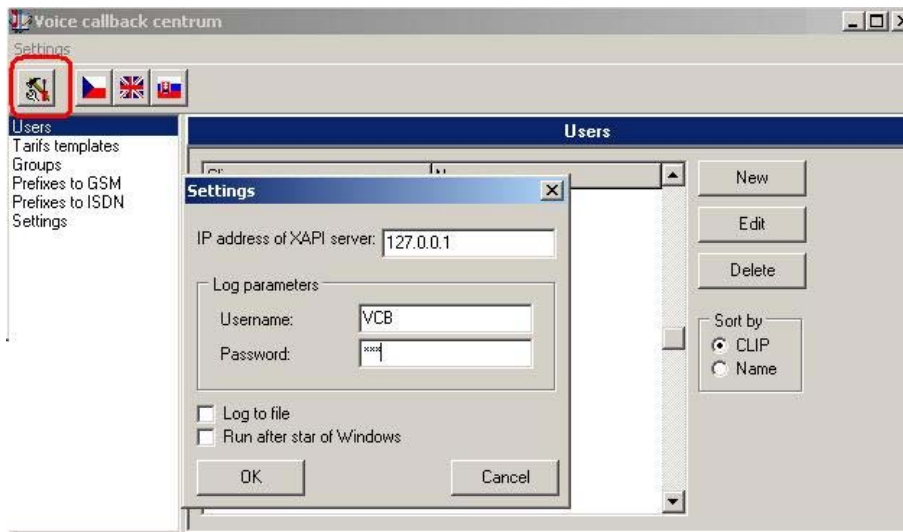 Voice callback centrum
Settings
Users
Tarifs templates
Groups
Prefixes to GSM
Prefixes to ISDN
Settings
Users
New
Edit
Delete
Sort by
CLIP
Name
Settings
IP address of XAPI server: 127.0.0.1
Log parameters
Username: VCB
Password: ***
Log to file
Run after star of Windows
OK Cancel